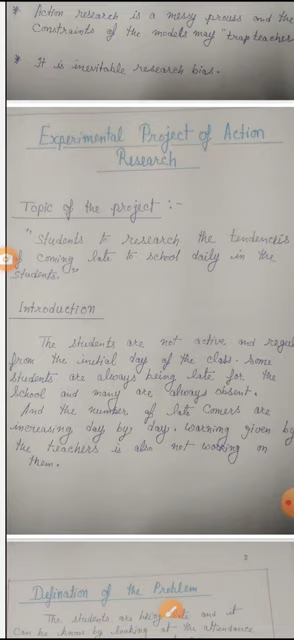 * Action research is a messy process and the
constraints of the models may "trap teacher
* It is inevitable research bias.
Experimental Project of Action
Research
Topic of the project :-
"Students to research the tendencies
of coming late to school daily in the
students."
Introduction
The students are not active and regul
from the initial day of the class. Some
students are always being late for the
school and many are always absent.
And the number of late comers are
increasing day by day. Warning given by
the teachers is also not working on
them.
Defination of the Problem
The students are being late and it
Can be know by looking at the attendance